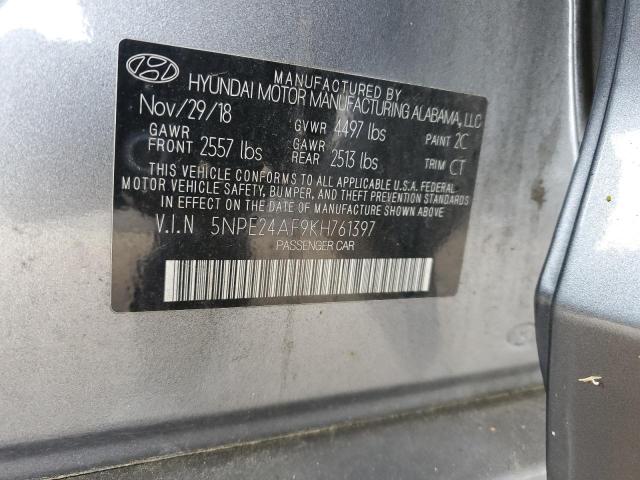 MANUFACTURED BY
HYUNDAI MOTOR MANUFACTURING ALABAMA, LLC
Nov/29/18 GVWR 4497 lbs PAINT 2C
GAWR FRONT 2557 lbs GAWR REAR 2513 lbs TRIM CT
THIS VEHICLE CONFORMS TO ALL APPLICABLE U.S.A. FEDERAL
MOTOR VEHICLE SAFETY, BUMPER, AND THEFT PREVENTION STANDARDS
IN EFFECT ON THE DATE OF MANUFACTURE SHOWN ABOVE.
V.I.N 5NPE24AF9KH761397
PASSENGER CAR